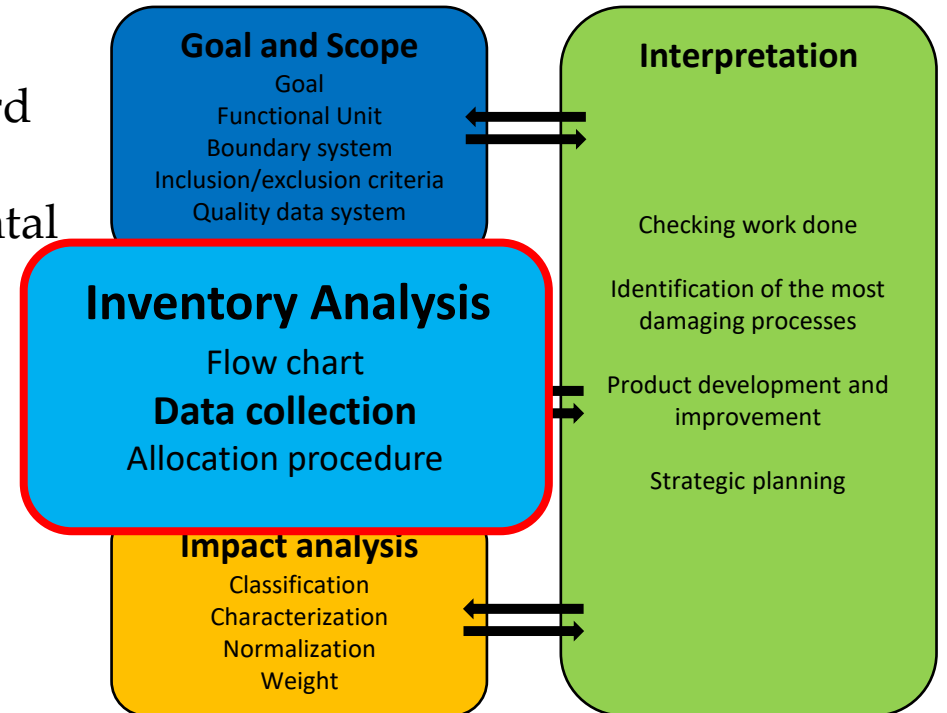 rd
ntal
Goal and Scope
Goal
Functional Unit
Boundary system
Inclusion/exclusion criteria
Quality data system
Inventory Analysis
Flow chart
Data collection
Allocation procedure
Impact analysis
Classification
Characterization
Normalization
Weight
Interpretation
Checking work done
Identification of the most
damaging processes
Product development and
improvement
Strategic planning